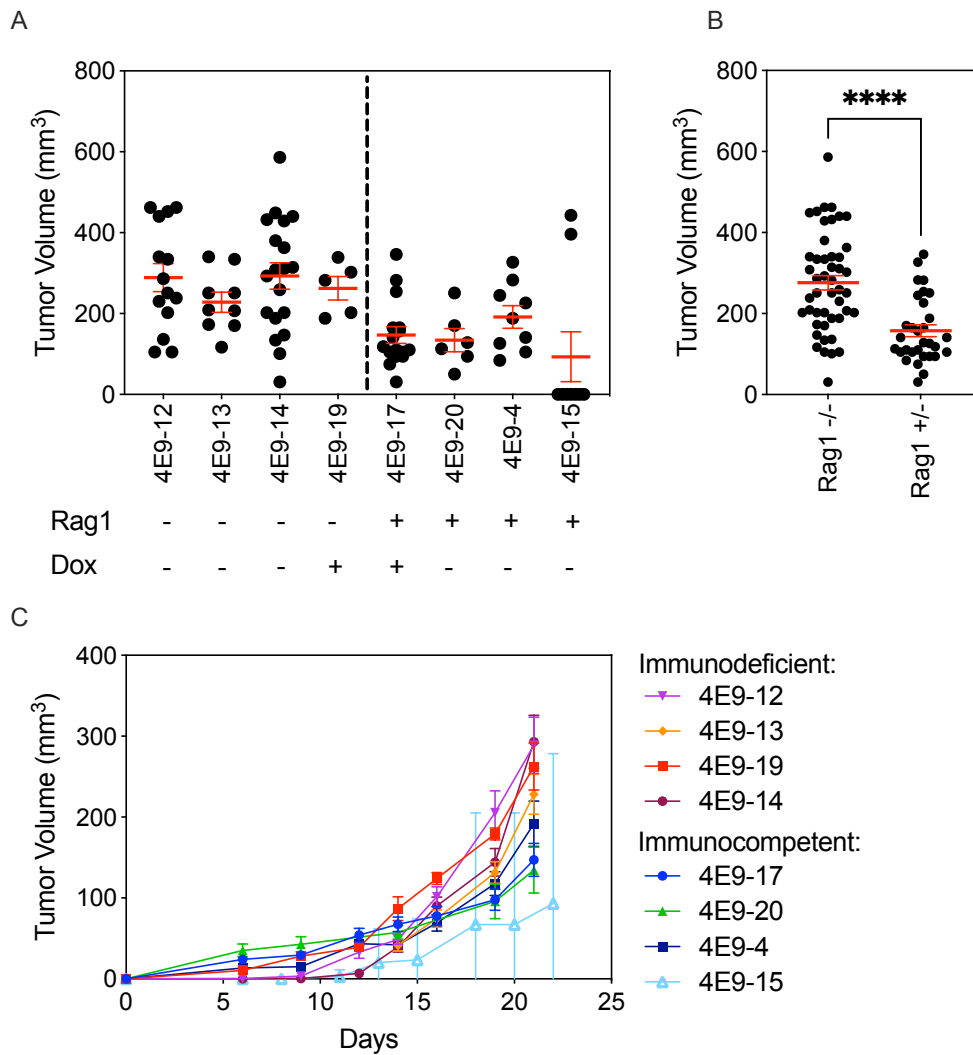 A
Tumor Volume (mm³)
800
600
400
200
0
4E9-12
4E9-13
4E9-14
4E9-19
4E9-17
4E9-20
4E9-4
4E9-15
Rag1 - - - - + + + +
Dox - - - + + - - -
B
Tumor Volume (mm³)
800
600
400
200
0
****
Rag1 -/-
Rag1 +/-
C
Tumor Volume (mm³)
400
300
200
100
0
0 5 10 15 20 25
Days
Immunodeficient:
4E9-12
4E9-13
4E9-19
4E9-14
Immunocompetent:
4E9-17
4E9-20
4E9-4
4E9-15